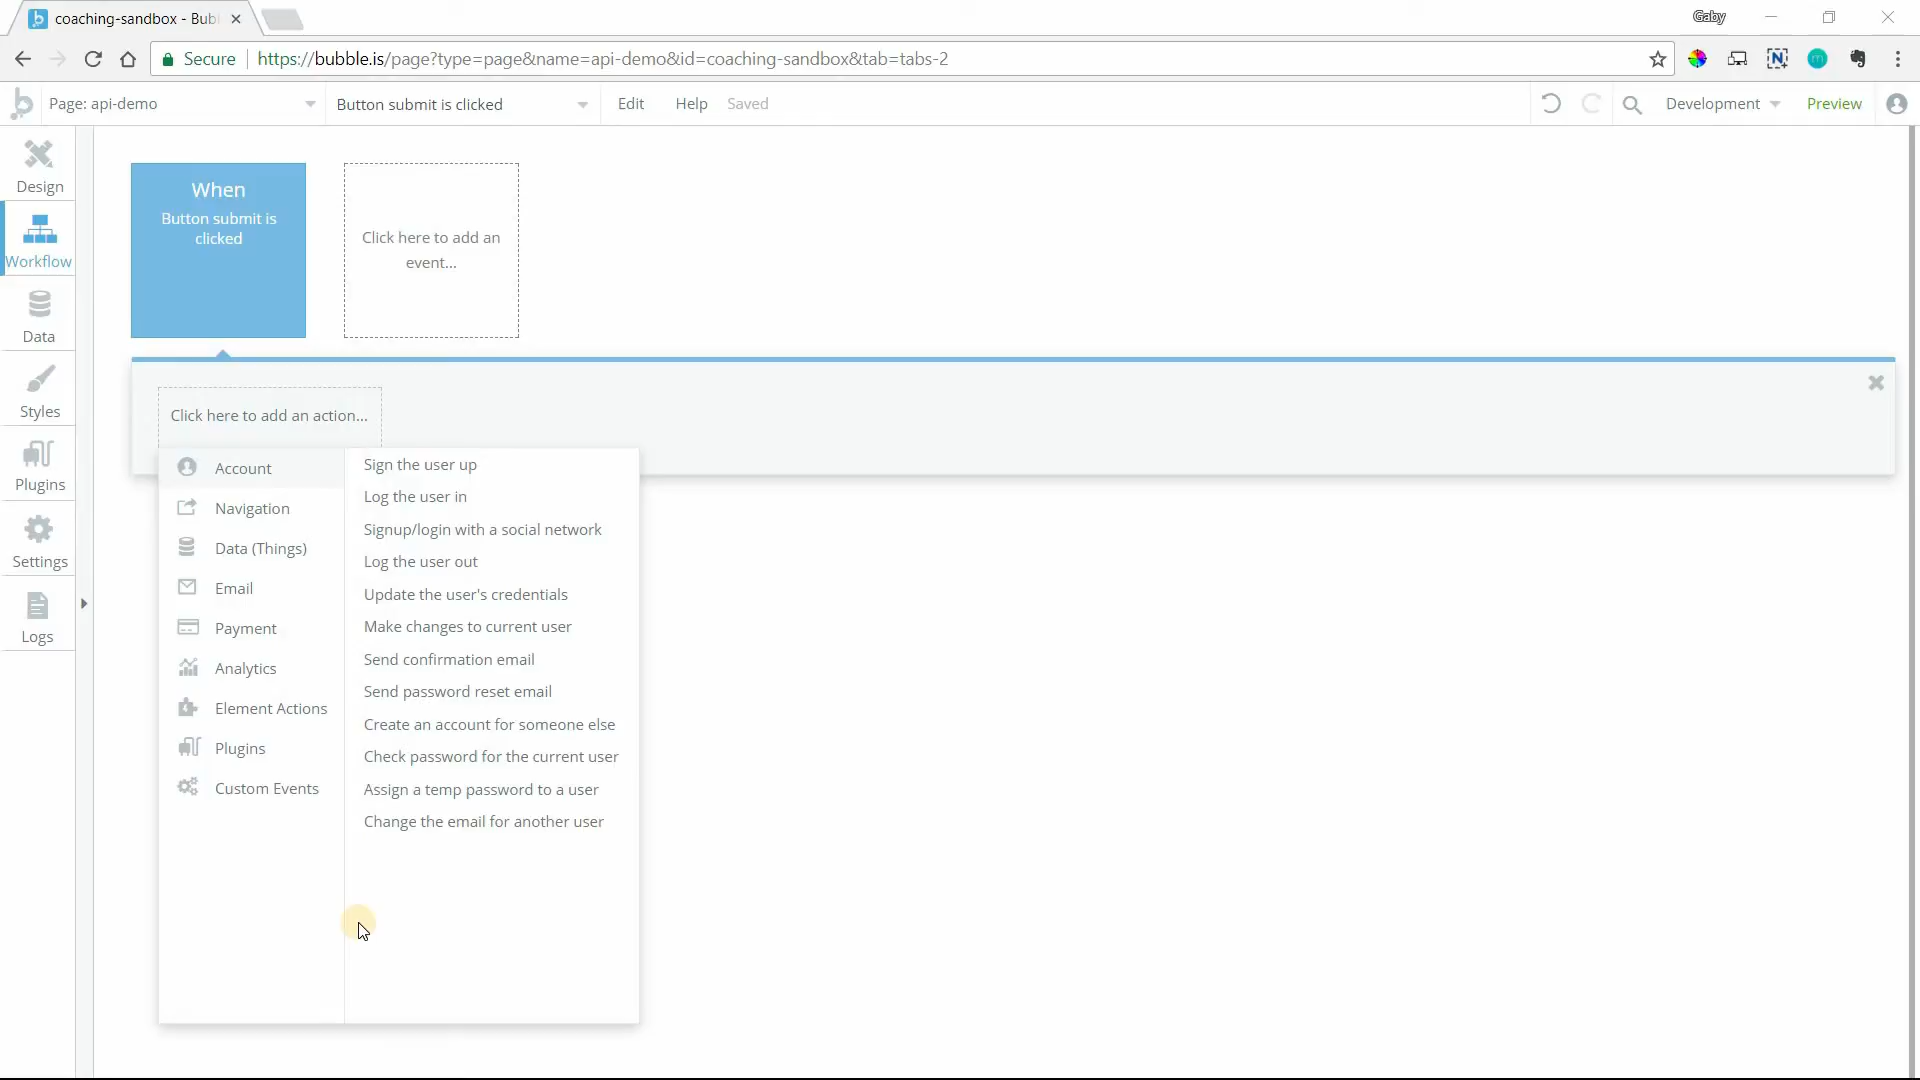 coaching-sandbox - Bub
Gaby
Secure
https://bubble.is/page?type=page&name=api-demo&id=coaching-sandbox&tab=tabs-2
Page: api-demo
Button submit is clicked
Edit
Help
Saved
Development
Preview
Design
Workflow
Data
Styles
Plugins
Settings
Logs
When
Button submit is
clicked
Click here to add an
event...
Click here to add an action...
Account
Navigation
Data (Things)
Email
Payment
Analytics
Element Actions
Plugins
Custom Events
Sign the user up
Log the user in
Signup/login with a social network
Log the user out
Update the user's credentials
Make changes to current user
Send confirmation email
Send password reset email
Create an account for someone else
Check password for the current user
Assign a temp password to a user
Change the email for another user